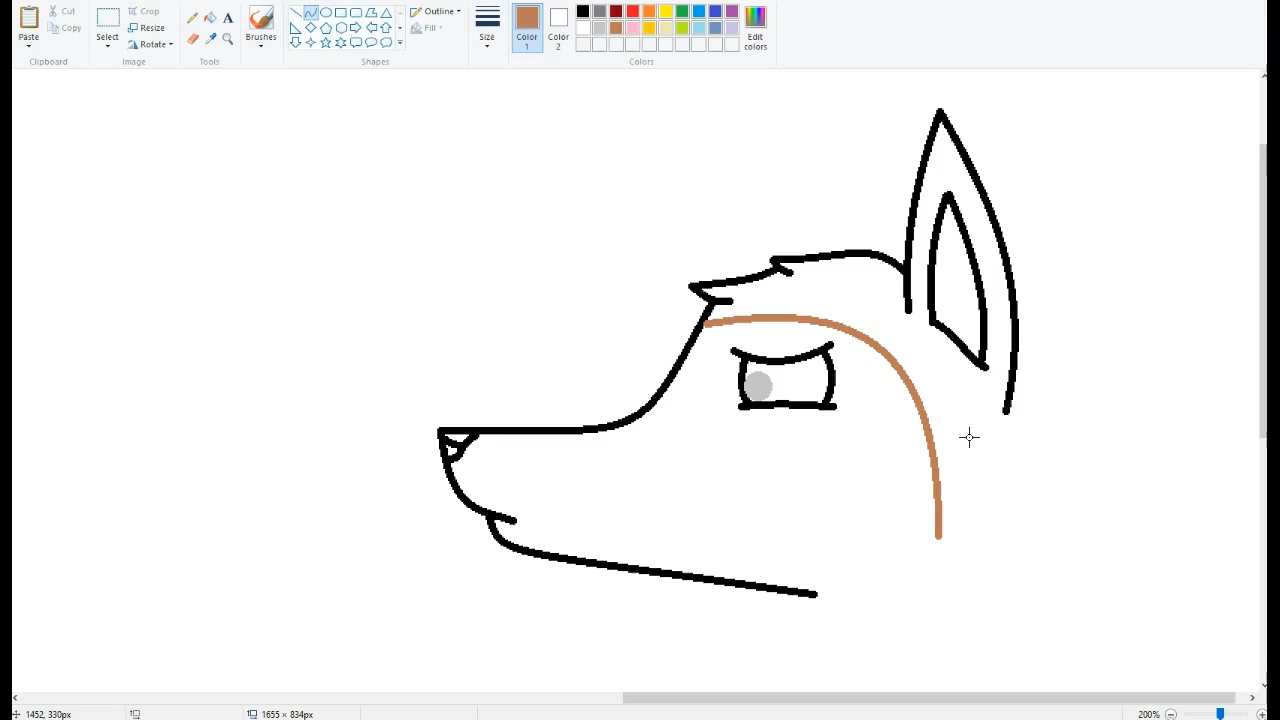 Cut
Copy
Paste
Clipboard
Crop
Resize
Rotate
Select
Image
A
Tools
Brushes
Outline
Fill
Shapes
Size
Color
1
Color
2
Edit
colors
Colors
1452, 330px
1655 × 834px
200%